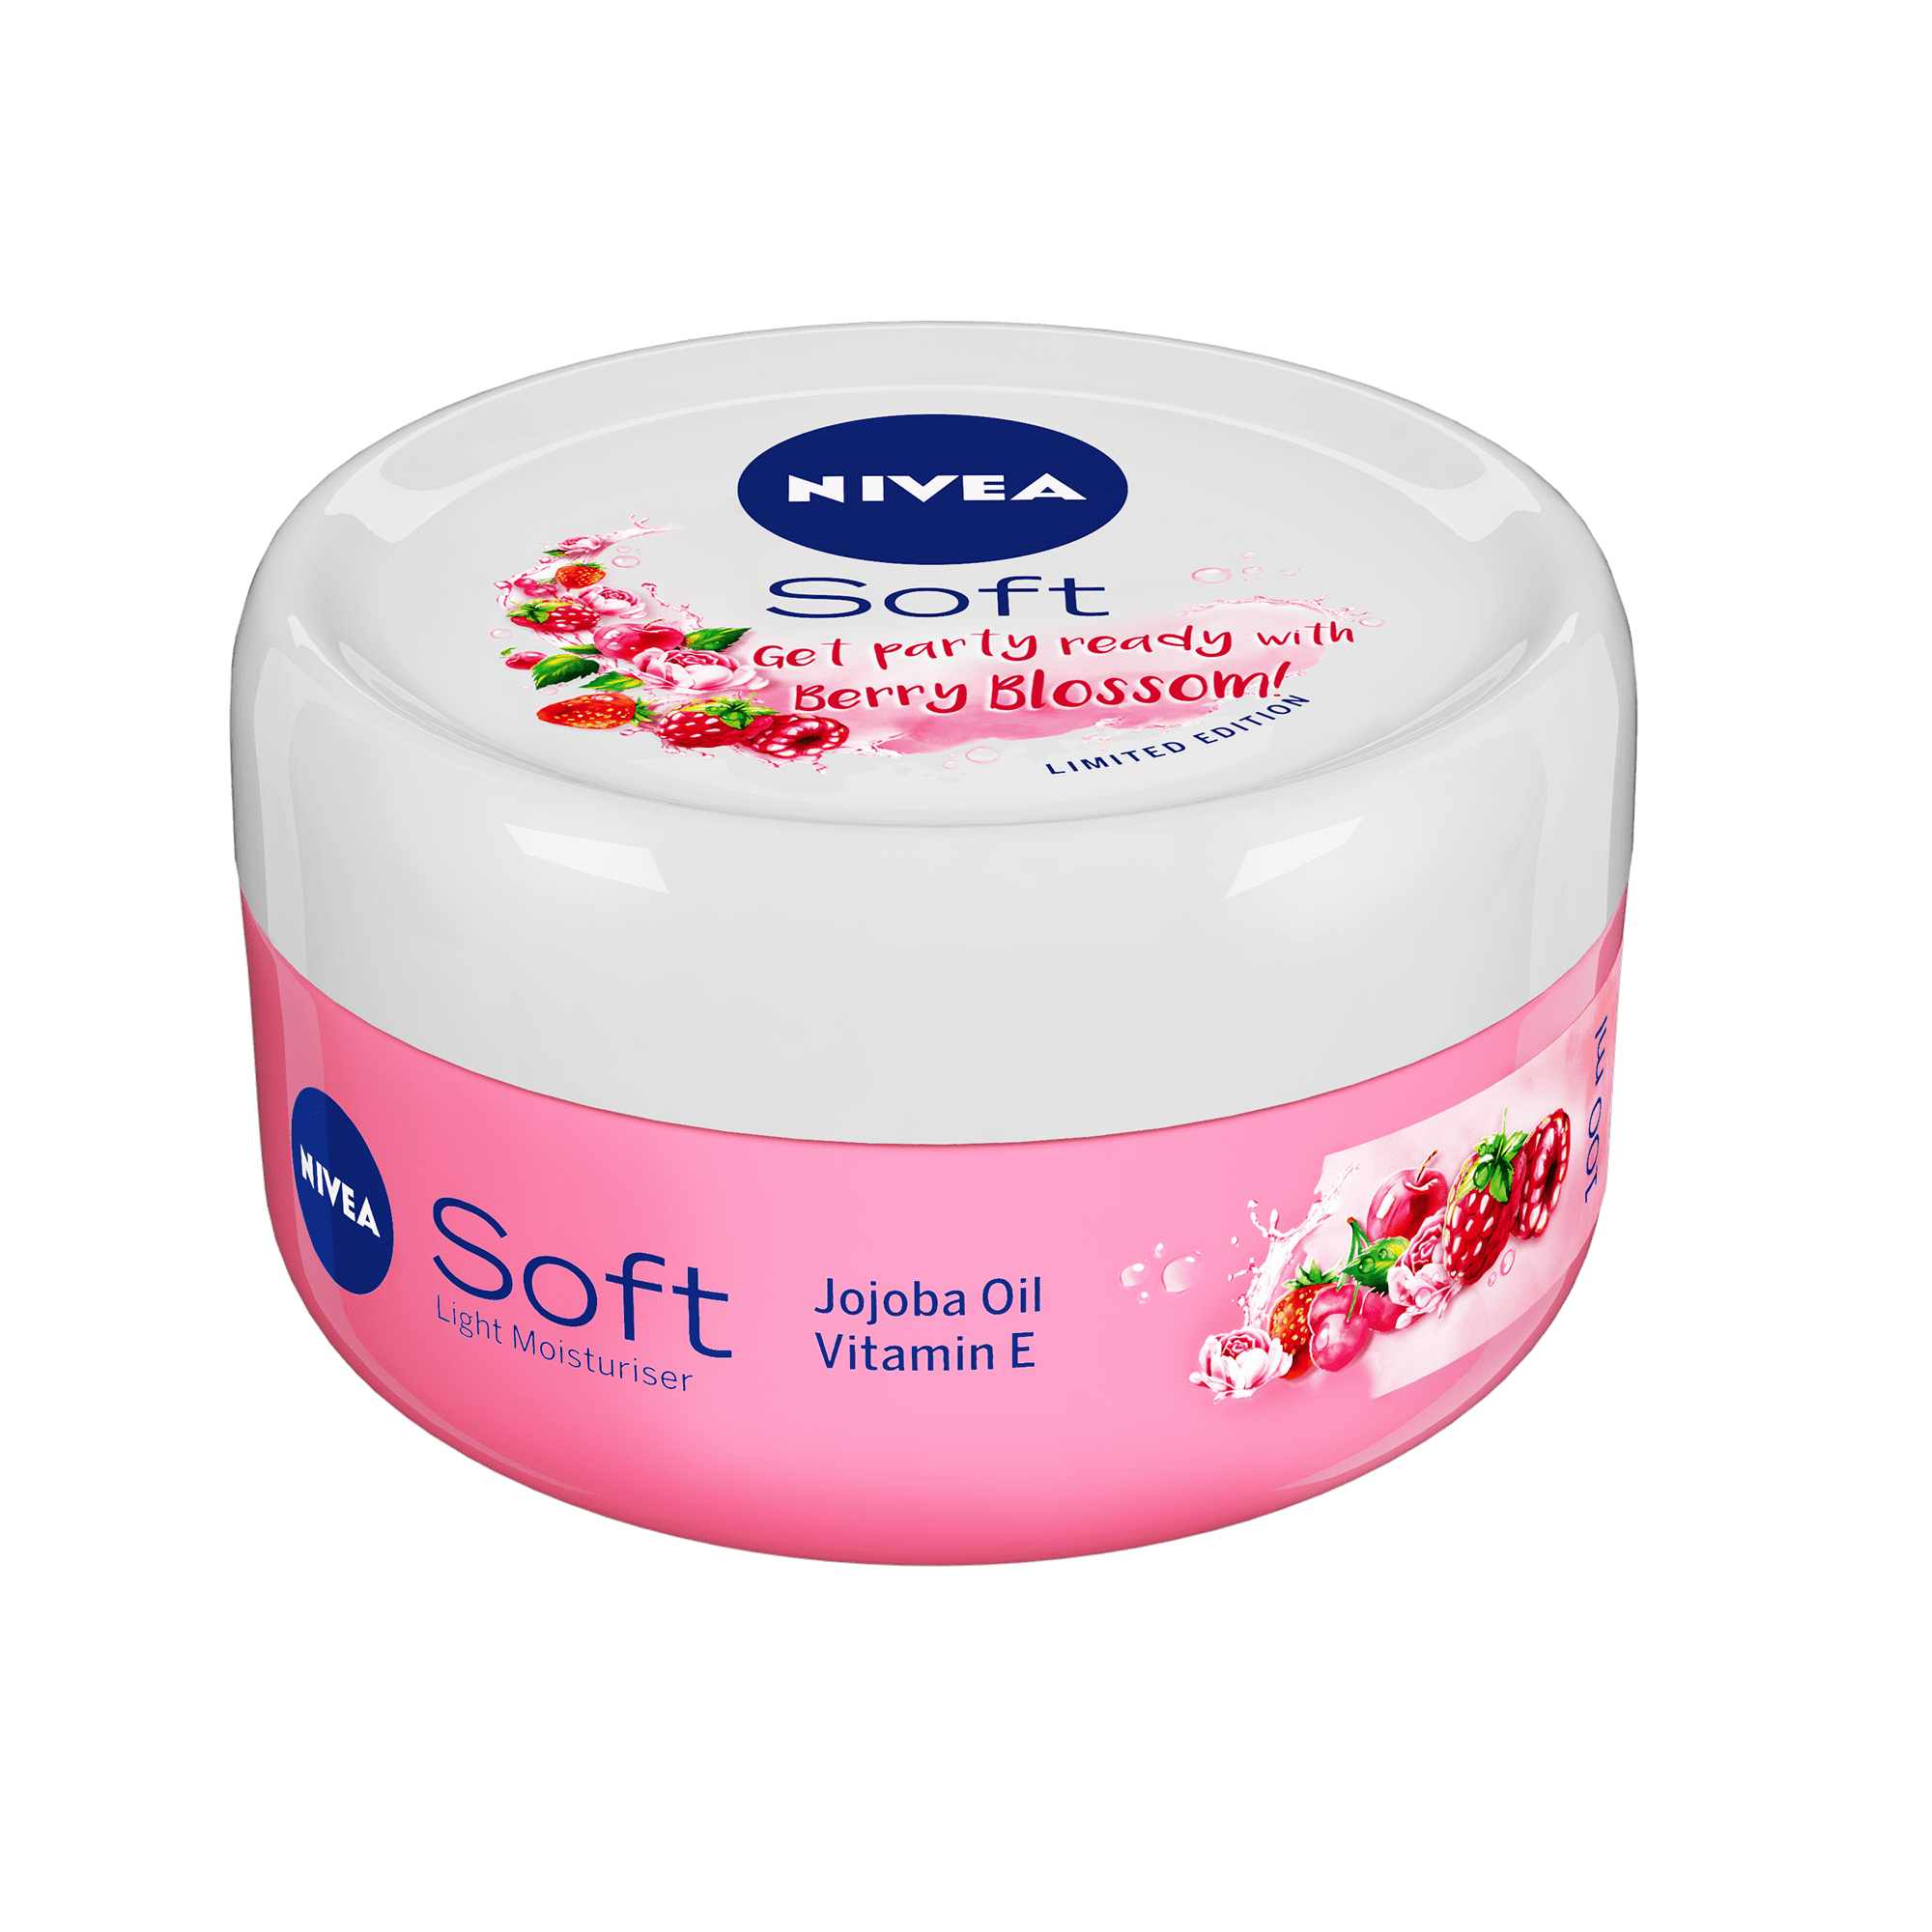 NIVEA
Soft
Get party ready with
Berry Blossom!
LIMITED EDITION
NIVEA
Soft
Light Moisturiser
Jojoba Oil
Vitamin E
100 ml